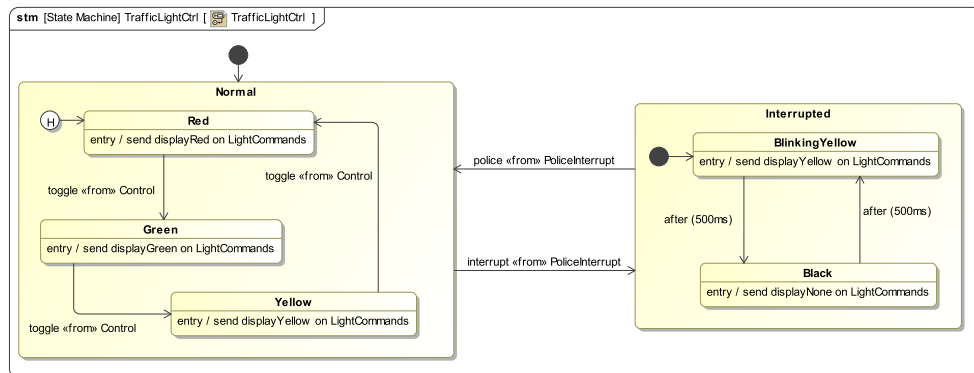 stm [State Machine] TrafficLightCtrl [ TrafficLightCtrl ]
Normal
H
Red
entry / send displayRed on LightCommands
toggle «from» Control
toggle «from» Control
Green
entry / send displayGreen on LightCommands
Yellow
entry / send displayYellow on LightCommands
toggle «from» Control
police «from» PoliceInterrupt
interrupt «from» PoliceInterrupt
Interrupted
BlinkingYellow
entry / send displayYellow on LightCommands
after (500ms)
after (500ms)
Black
entry / send displayNone on LightCommands